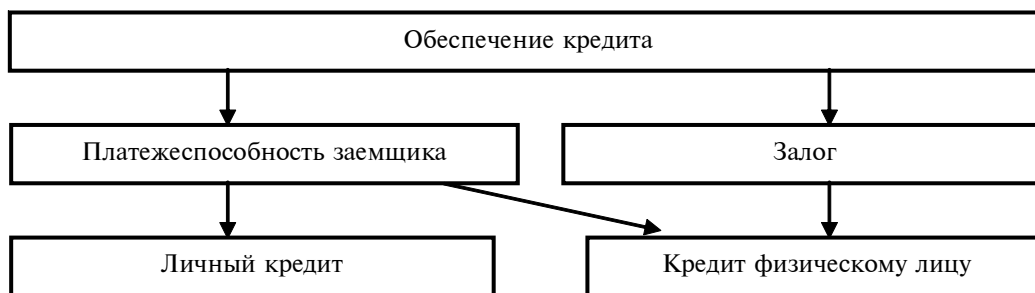 Обеспечение кредита
Платежеспособность заемщика
Залог
Личный кредит
Кредит физическому лицу